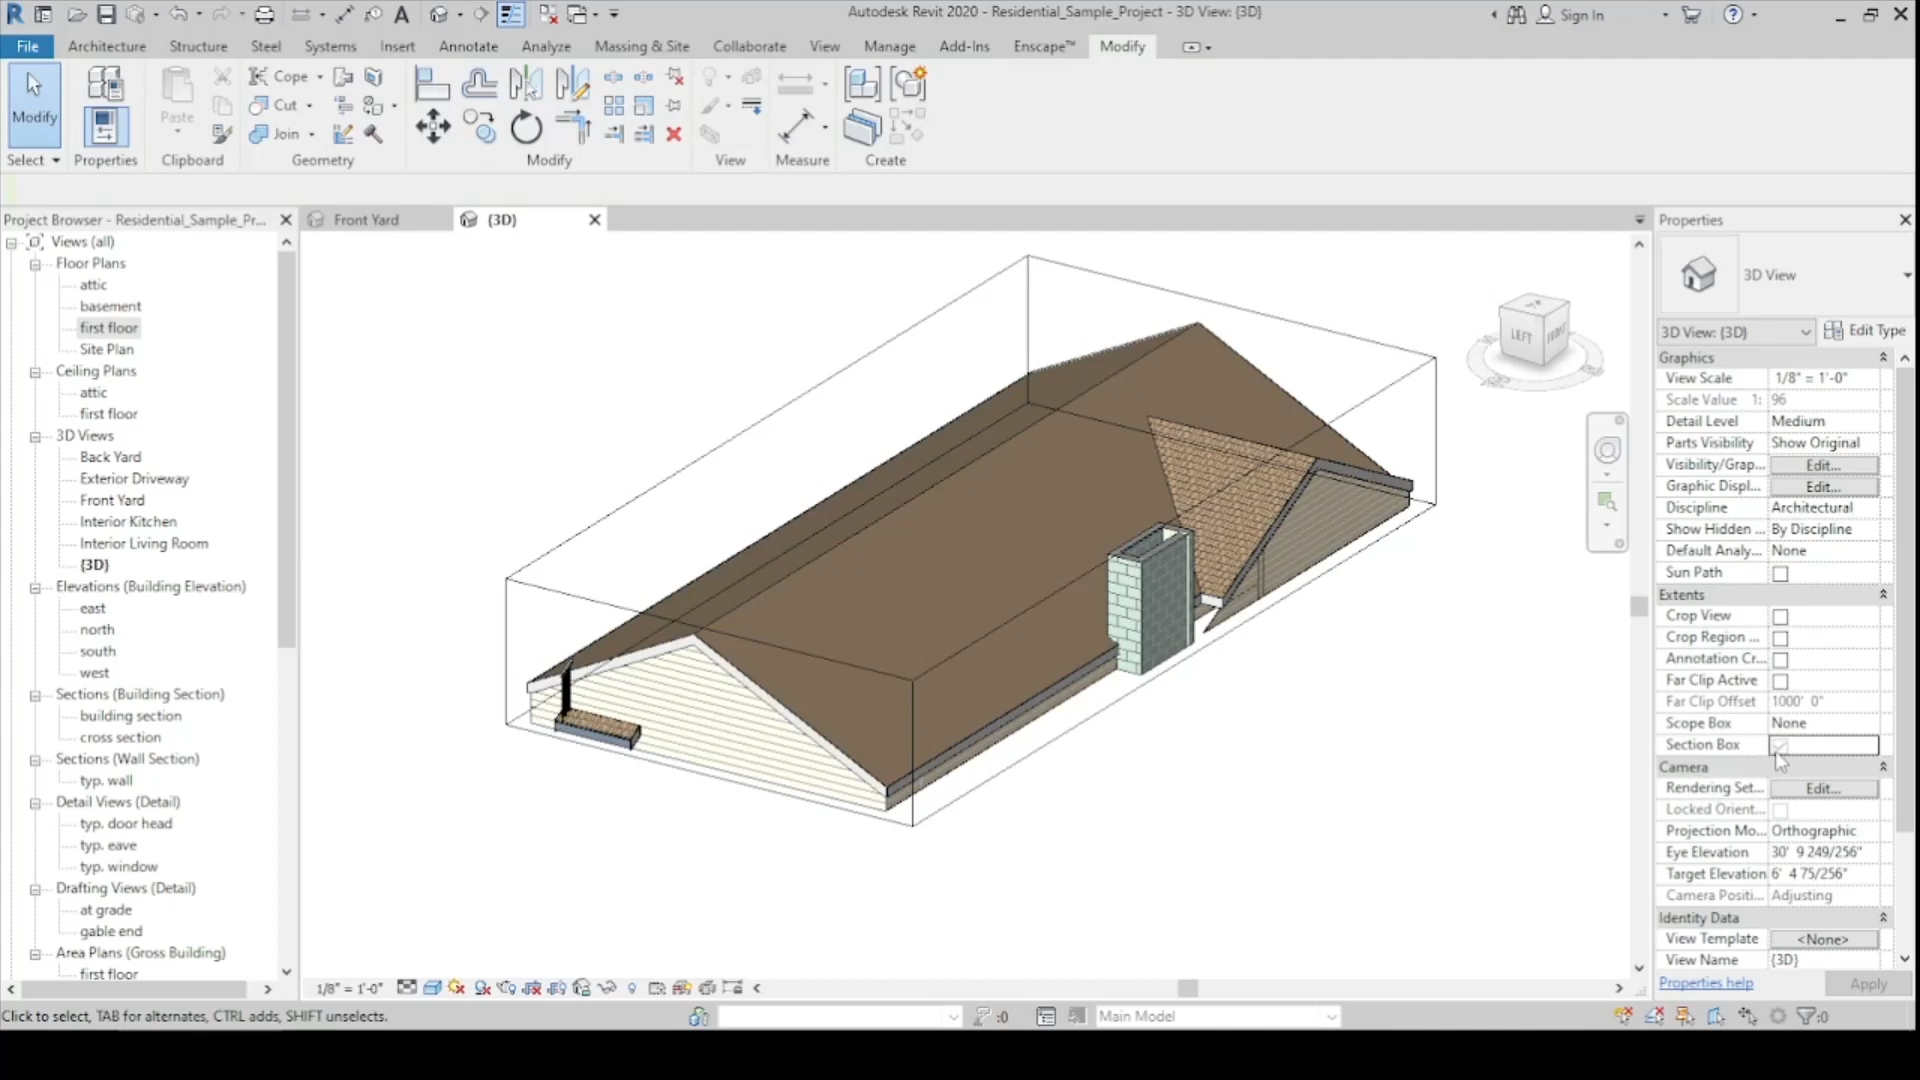 Autodesk Revit 2020 - Residential_Sample_Project - 3D View: {3D}
Sign In
File Architecture Structure Steel Systems Insert Annotate Analyze Massing & Site Collaborate View Manage Add-Ins Enscape™ Modify
Modify
Paste
Cope
Cut
Join
Select Properties Clipboard Geometry Modify View Measure Create
Project Browser - Residential_Sample_Pr...
Views (all)
Floor Plans
attic
basement
first floor
Site Plan
Ceiling Plans
attic
first floor
3D Views
Back Yard
Exterior Driveway
Front Yard
Interior Kitchen
Interior Living Room
{3D}
Elevations (Building Elevation)
east
north
south
west
Sections (Building Section)
building section
cross section
Sections (Wall Section)
typ. wall
Detail Views (Detail)
typ. door head
typ. eave
typ. window
Drafting Views (Detail)
at grade
gable end
Area Plans (Gross Building)
first floor
Front Yard
{3D}
LEFT
FRONT
Properties
3D View
3D View: {3D} Edit Type
Graphics
View Scale 1/8" = 1'-0"
Scale Value 1: 96
Detail Level Medium
Parts Visibility Show Original
Visibility/Grap... Edit...
Graphic Displ... Edit...
Discipline Architectural
Show Hidden ... By Discipline
Default Analy... None
Sun Path
Extents
Crop View
Crop Region ...
Annotation Cr...
Far Clip Active
Far Clip Offset 1000' 0"
Scope Box None
Section Box
Camera
Rendering Set... Edit...
Locked Orient...
Projection Mo... Orthographic
Eye Elevation 30' 9 249/256"
Target Elevation 6' 4 75/256"
Camera Positi... Adjusting
Identity Data
View Template <None>
View Name {3D}
Properties help Apply
1/8" = 1'-0"
Click to select, TAB for alternates, CTRL adds, SHIFT unselects.
:0
Main Model
:0